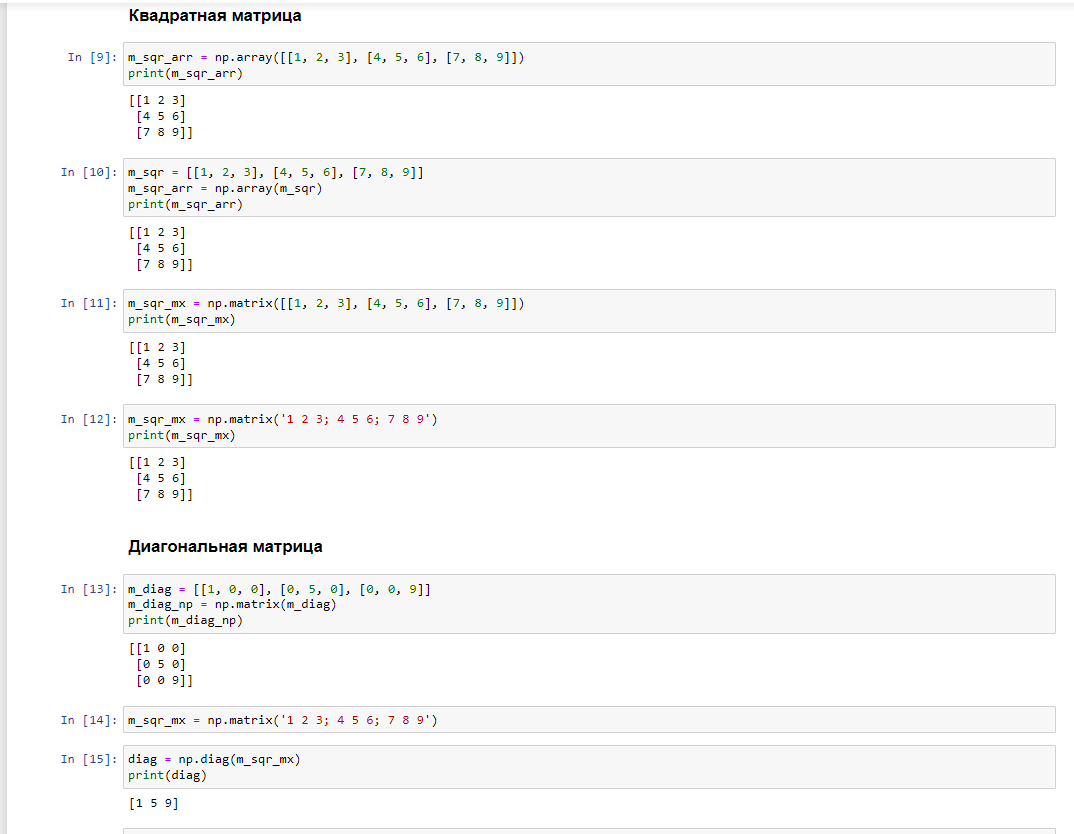 Квадратная матрица
In [9]: m_sqr_arr = np.array([[1, 2, 3], [4, 5, 6], [7, 8, 9]])
print(m_sqr_arr)
[[1 2 3]
[4 5 6]
[7 8 9]]
In [10]: m_sqr = [[1, 2, 3], [4, 5, 6], [7, 8, 9]]
m_sqr_arr = np.array(m_sqr)
print(m_sqr_arr)
[[1 2 3]
[4 5 6]
[7 8 9]]
In [11]: m_sqr_mx = np.matrix([[1, 2, 3], [4, 5, 6], [7, 8, 9]])
print(m_sqr_mx)
[[1 2 3]
[4 5 6]
[7 8 9]]
In [12]: m_sqr_mx = np.matrix('1 2 3; 4 5 6; 7 8 9')
print(m_sqr_mx)
[[1 2 3]
[4 5 6]
[7 8 9]]
Диагональная матрица
In [13]: m_diag = [[1, 0, 0], [0, 5, 0], [0, 0, 9]]
m_diag_np = np.matrix(m_diag)
print(m_diag_np)
[[1 0 0]
[0 5 0]
[0 0 9]]
In [14]: m_sqr_mx = np.matrix('1 2 3; 4 5 6; 7 8 9')
In [15]: diag = np.diag(m_sqr_mx)
print(diag)
[1 5 9]